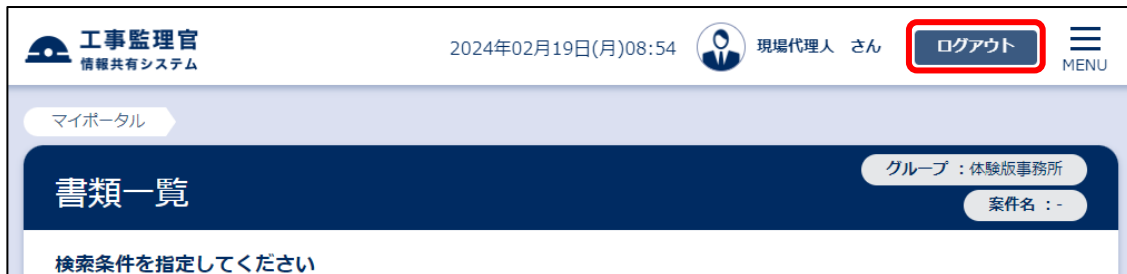 工事監理官
情報共有システム
2024年02月19日(月)08:54
現場代理人 さん
ログアウト
MENU
マイポータル
書類一覧
グループ ：体験版事務所
案件名 ：-
検索条件を指定してください